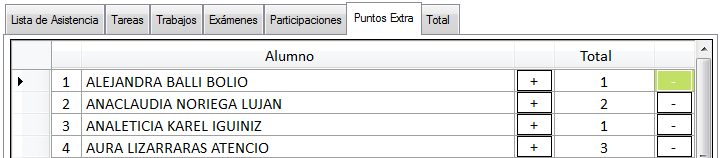 Lista de Asistencia Tareas Trabajos Exámenes Participaciones Puntos Extra Total
Alumno Total
1 ALEJANDRA BALLI BOLIO + 1 -
2 ANACLAUDIA NORIEGA LUJAN + 2 -
3 ANALETICIA KAREL IGUINIZ + 1 -
4 AURA LIZARRARAS ATENCIO + 3 -